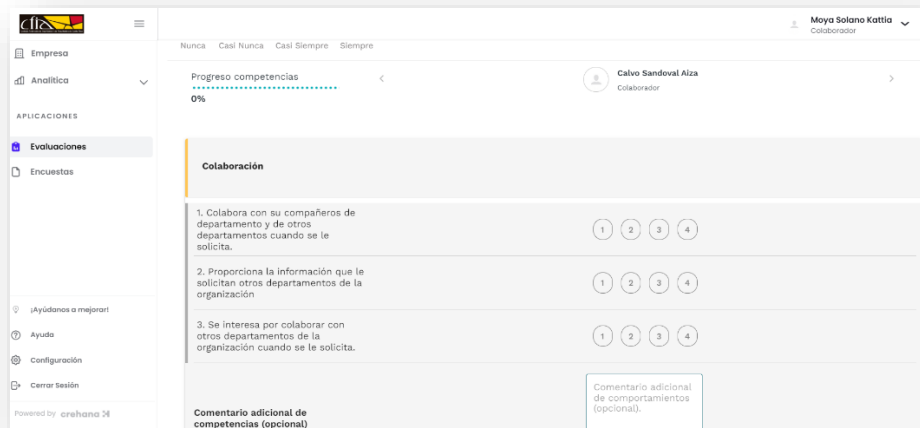 cfia
Moya Solano Kattia
Colaborador
Empresa
Analítica
APLICACIONES
Evaluaciones
Encuestas
¡Ayúdanos a mejorar!
Ayuda
Configuración
Cerrar Sesión
Powered by crehana
Nunca Casi Nunca Casi Siempre Siempre
Progreso competencias
0%
Calvo Sandoval Aiza
Colaborador
Colaboración
1. Colabora con su compañeros de
departamento y de otros
departamentos cuando se le
solicita.
1 2 3 4
2. Proporciona la información que le
solicitan otros departamentos de la
organización
1 2 3 4
3. Se interesa por colaborar con
otros departamentos de la
organización cuando se le solicita.
1 2 3 4
Comentario adicional de
competencias (opcional)
Comentario adicional
de comportamientos
(opcional).